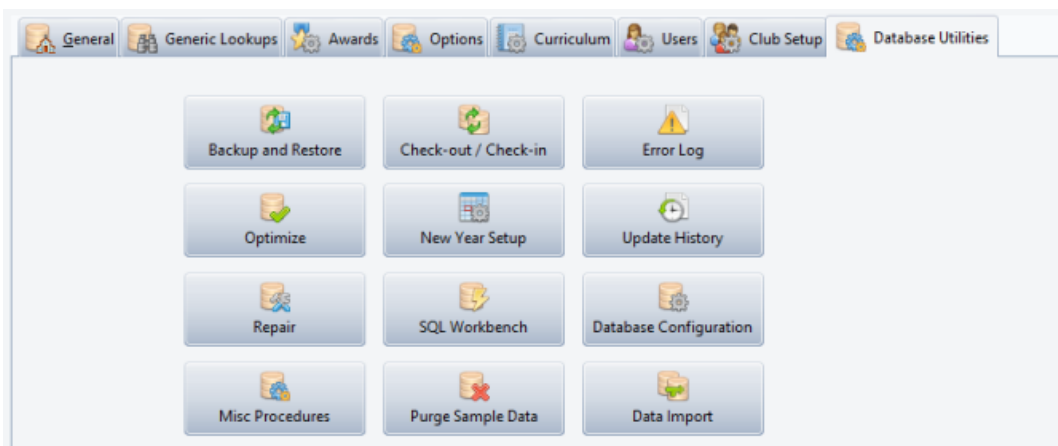 General Generic Lookups Awards Options Curriculum Users Club Setup Database Utilities
Backup and Restore Check-out / Check-in Error Log
Optimize New Year Setup Update History
Repair SQL Workbench Database Configuration
Misc Procedures Purge Sample Data Data Import